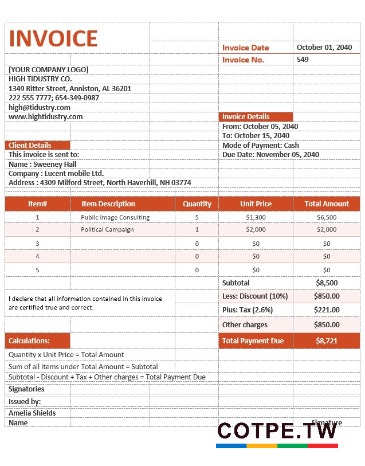 INVOICE
Invoice Date October 01, 2040
Invoice No. 549
[YOUR COMPANY LOGO]
HIGH TIDUSTRY CO.
1349 Ritter Street, Anniston, AL 36201
222 555 7777; 654-349-0987
high@tidustry.com
www.hightidustry.com
Invoice Details
From: October 05, 2040
To: October 15, 2040
Mode of Payment: Cash
Due Date: November 05, 2040
Client Details
This invoice is sent to:
Name : Sweeney Hall
Company : Lucent mobile Ltd.
Address : 4309 Milford Street, North Haverhill, NH 03774
Item# Item Description Quantity Unit Price Total Amount
1 Public Image Consulting 5 $1,300 $6,500
2 Political Campaign 1 $2,000 $2,000
3 0 $0 $0
4 0 $0 $0
5 0 $0 $0
Subtotal $8,500
I declare that all information contained in this invoice
are certified true and correct.
Less: Discount (10%) $850.00
Plus: Tax (2.6%) $221.00
Other charges $850.00
Calculations: Total Payment Due $8,721
Quantity x Unit Price = Total Amount
Sum of all items under Total Amount = Subtotal
Subtotal - Discount + Tax + Other charges = Total Payment Due
Signatories
Issued by:
Amelia Shields
Name Signature
COTPE.TW